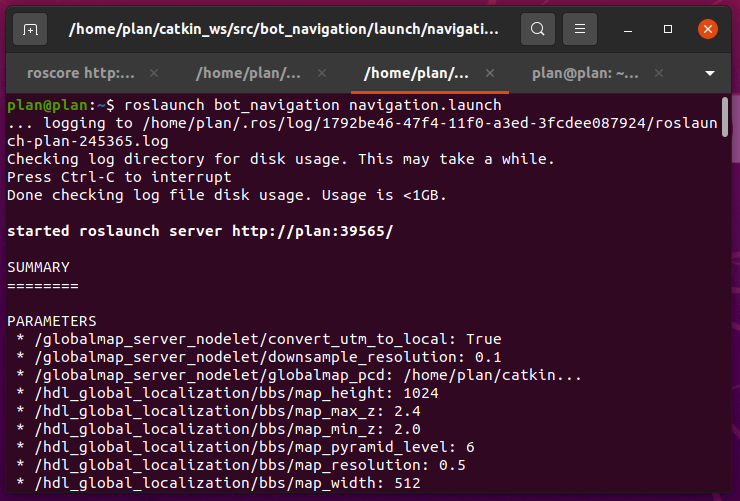 /home/plan/catkin_ws/src/bot_navigation/launch/navigati...
roscore http:... × /home/plan/... × /home/plan/... × plan@plan: ~... ×
plan@plan:~$ roslaunch bot_navigation navigation.launch
... logging to /home/plan/.ros/log/1792be46-47f4-11f0-a3ed-3fcdee087924/roslaun
ch-plan-245365.log
Checking log directory for disk usage. This may take a while.
Press Ctrl-C to interrupt
Done checking log file disk usage. Usage is <1GB.
started roslaunch server http://plan:39565/
SUMMARY
========
PARAMETERS
* /globalmap_server_nodelet/convert_utm_to_local: True
* /globalmap_server_nodelet/downsample_resolution: 0.1
* /globalmap_server_nodelet/globalmap_pcd: /home/plan/catkin...
* /hdl_global_localization/bbs/map_height: 1024
* /hdl_global_localization/bbs/map_max_z: 2.4
* /hdl_global_localization/bbs/map_min_z: 2.0
* /hdl_global_localization/bbs/map_pyramid_level: 6
* /hdl_global_localization/bbs/map_resolution: 0.5
* /hdl_global_localization/bbs/map_width: 512